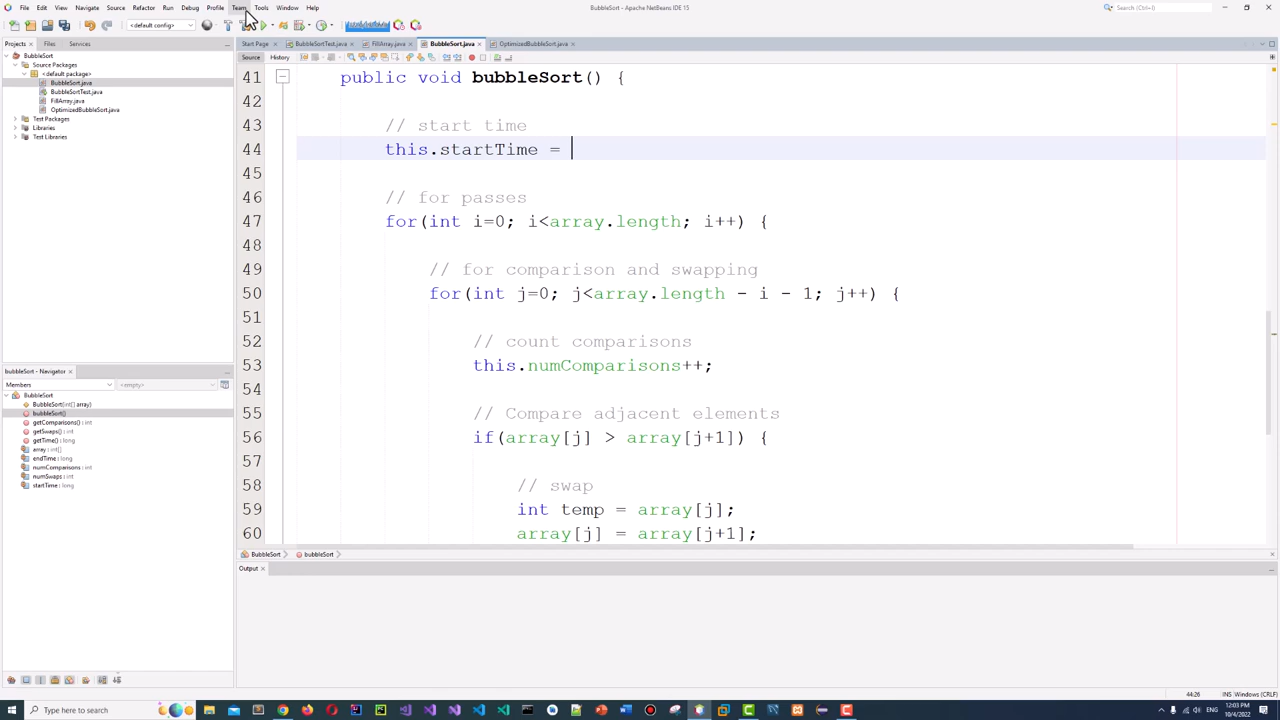 File Edit View Navigate Source Refactor Run Debug Profile Team Tools Window Help
BubbleSort - Apache NetBeans IDE 15
Search (Ctrl+I)
<default config>
Projects Files Services
Start Page BubbleSortTest.java FillArray.java BubbleSort.java OptimizedBubbleSort.java
Source History
BubbleSort
Source Packages
<default package>
BubbleSort.java
BubbleSortTest.java
FillArray.java
OptimizedBubbleSort.java
Test Packages
Libraries
Test Libraries
41 public void bubbleSort() {
42
43 // start time
44 this.startTime =
45
46 // for passes
47 for(int i=0; i<array.length; i++) {
48
49 // for comparison and swapping
50 for(int j=0; j<array.length - i - 1; j++) {
51
52 // count comparisons
53 this.numComparisons++;
54
55 // Compare adjacent elements
56 if(array[j] > array[j+1]) {
57
58 // swap
59 int temp = array[j];
60 array[j] = array[j+1];
bubbleSort - Navigator
Members <empty>
BubbleSort
BubbleSort(int[] array)
bubbleSort()
getComparisons() : int
getSwaps() : int
getTime() : long
array : int[]
endTime : long
numComparisons : int
numSwaps : int
startTime : long
BubbleSort bubbleSort
Output
44:26 INS Windows (CRLF)
Type here to search
ENG
12:03 PM
10/4/2022